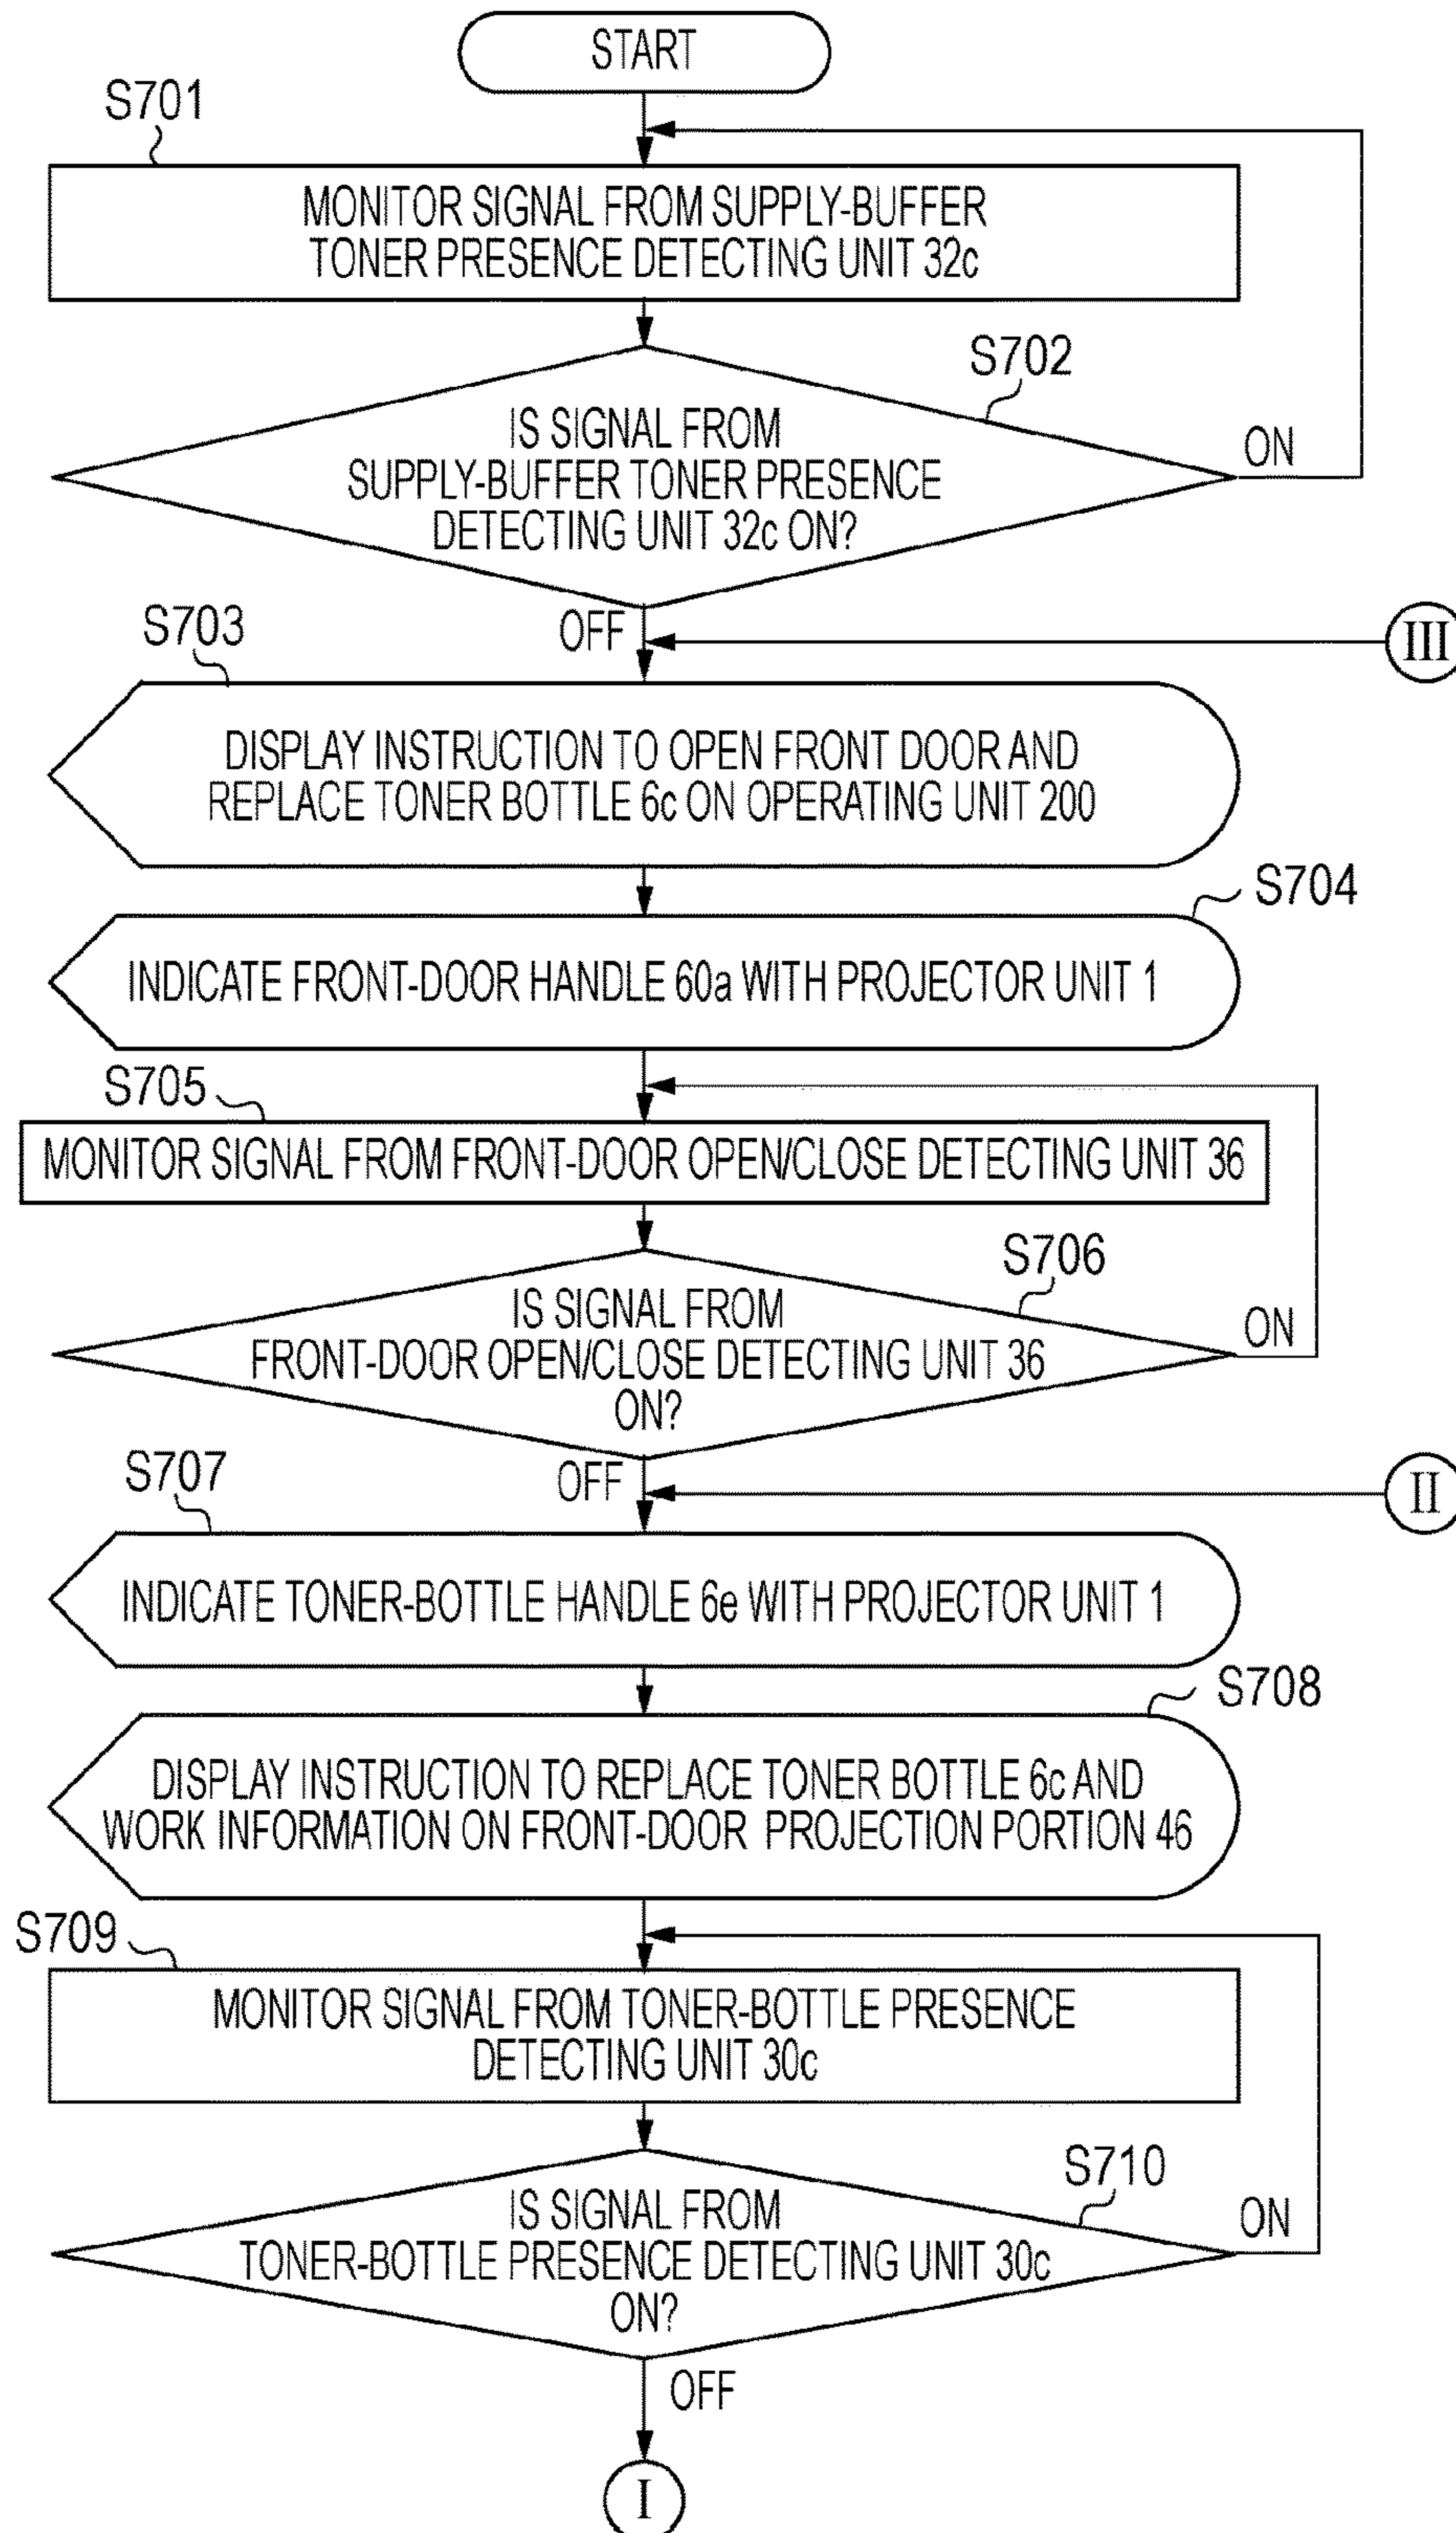 START
S701
MONITOR SIGNAL FROM SUPPLY-BUFFER
TONER PRESENCE DETECTING UNIT 32c
S702
IS SIGNAL FROM
SUPPLY-BUFFER TONER PRESENCE
DETECTING UNIT 32c ON?
ON
OFF
III
S703
DISPLAY INSTRUCTION TO OPEN FRONT DOOR AND
REPLACE TONER BOTTLE 6c ON OPERATING UNIT 200
S704
INDICATE FRONT-DOOR HANDLE 60a WITH PROJECTOR UNIT 1
S705
MONITOR SIGNAL FROM FRONT-DOOR OPEN/CLOSE DETECTING UNIT 36
S706
IS SIGNAL FROM
FRONT-DOOR OPEN/CLOSE DETECTING UNIT 36
ON?
ON
OFF
II
S707
INDICATE TONER-BOTTLE HANDLE 6e WITH PROJECTOR UNIT 1
S708
DISPLAY INSTRUCTION TO REPLACE TONER BOTTLE 6c AND
WORK INFORMATION ON FRONT-DOOR PROJECTION PORTION 46
S709
MONITOR SIGNAL FROM TONER-BOTTLE PRESENCE
DETECTING UNIT 30c
S710
IS SIGNAL FROM
TONER-BOTTLE PRESENCE DETECTING UNIT 30c
ON?
ON
OFF
I